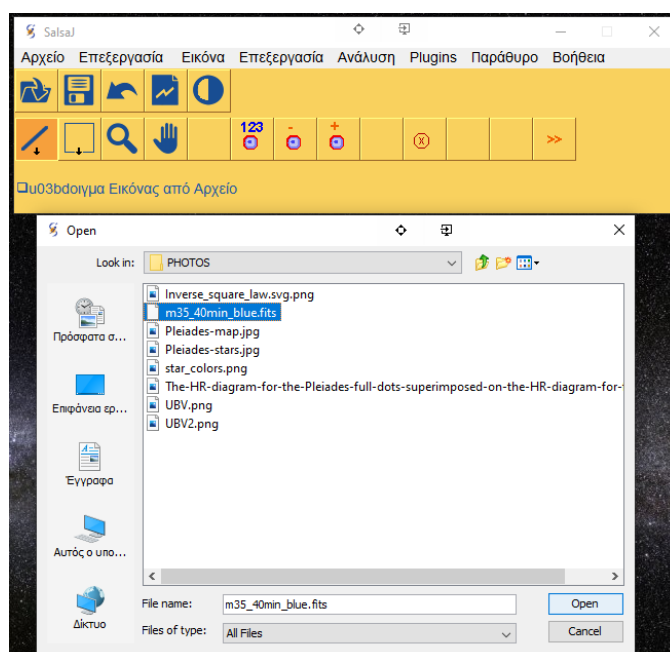 SalsaJ
Αρχείο Επεξεργασία Εικόνα Επεξεργασία Ανάλυση Plugins Παράθυρο Βοήθεια
123 - + x >>
❑u03bdοιγμα Εικόνας από Αρχείο
Open
Look in: PHOTOS
Inverse_square_law.svg.png
m35_40min_blue.fits
Pleiades-map.jpg
Pleiades-stars.jpg
star_colors.png
The-HR-diagram-for-the-Pleiades-full-dots-superimposed-on-the-HR-diagram-for-
UBV.png
UBV2.png
Πρόσφατα σ...
Επιφάνεια ερ...
Έγγραφα
Αυτός ο υπο...
Δίκτυο
File name: m35_40min_blue.fits Open
Files of type: All Files Cancel